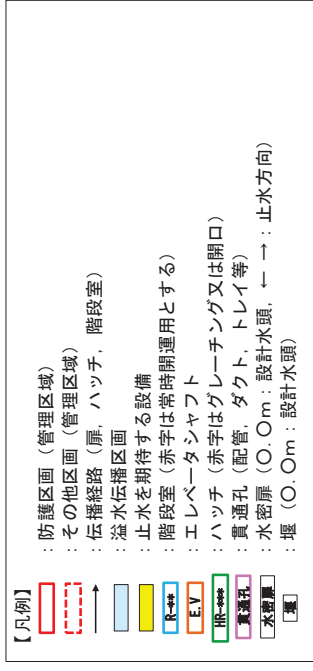 【凡例】
：防護区画（管理区域）
：その他区画（管理区域）
：伝播経路（扉，ハッチ，階段室）
：溢水伝播区画
：止水を期待する設備
R-** ：階段室（赤字は常時開運用とする）
E.V ：エレベータシャフト
HR-*** ：ハッチ（赤字はグレーチング又は開口）
貫通孔 ：貫通孔（配管，ダクト，トレイ等）
水密扉 ：水密扉（〇.〇m：設計水頭，← →：止水方向）
堰 ：堰（〇.〇m：設計水頭）